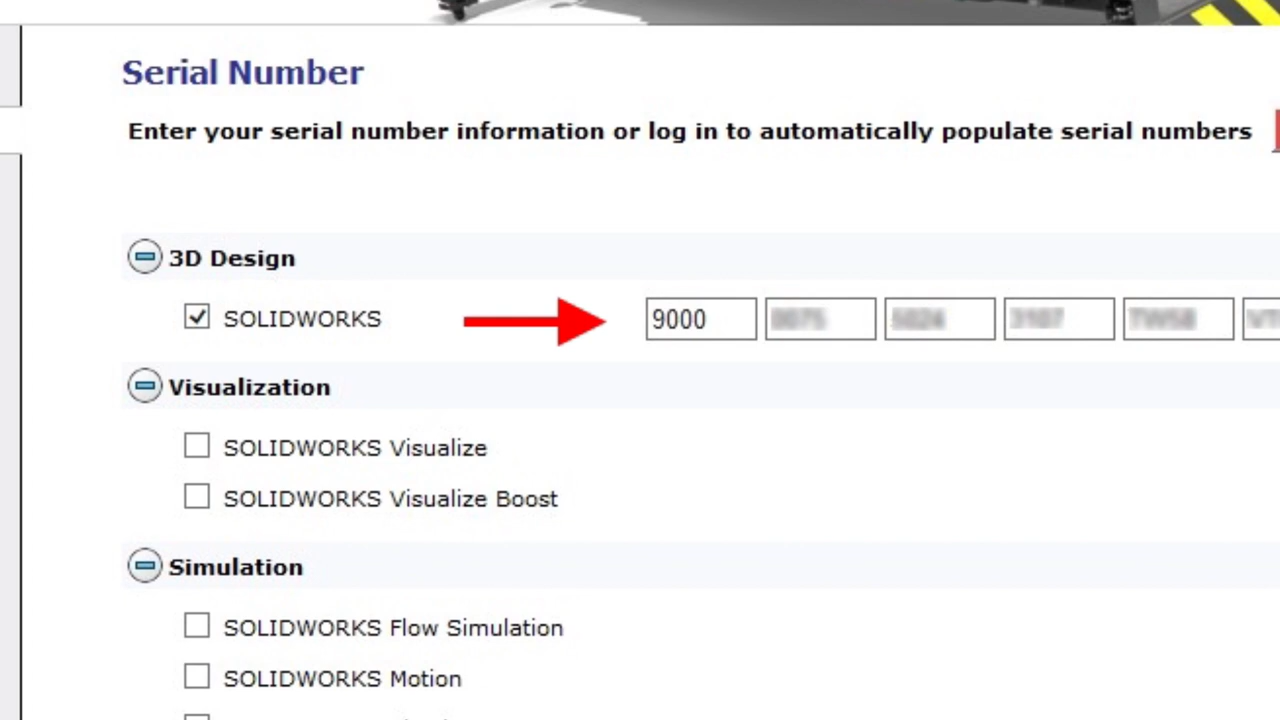 Serial Number
Enter your serial number information or log in to automatically populate serial numbers
3D Design
SOLIDWORKS 9000
Visualization
SOLIDWORKS Visualize
SOLIDWORKS Visualize Boost
Simulation
SOLIDWORKS Flow Simulation
SOLIDWORKS Motion